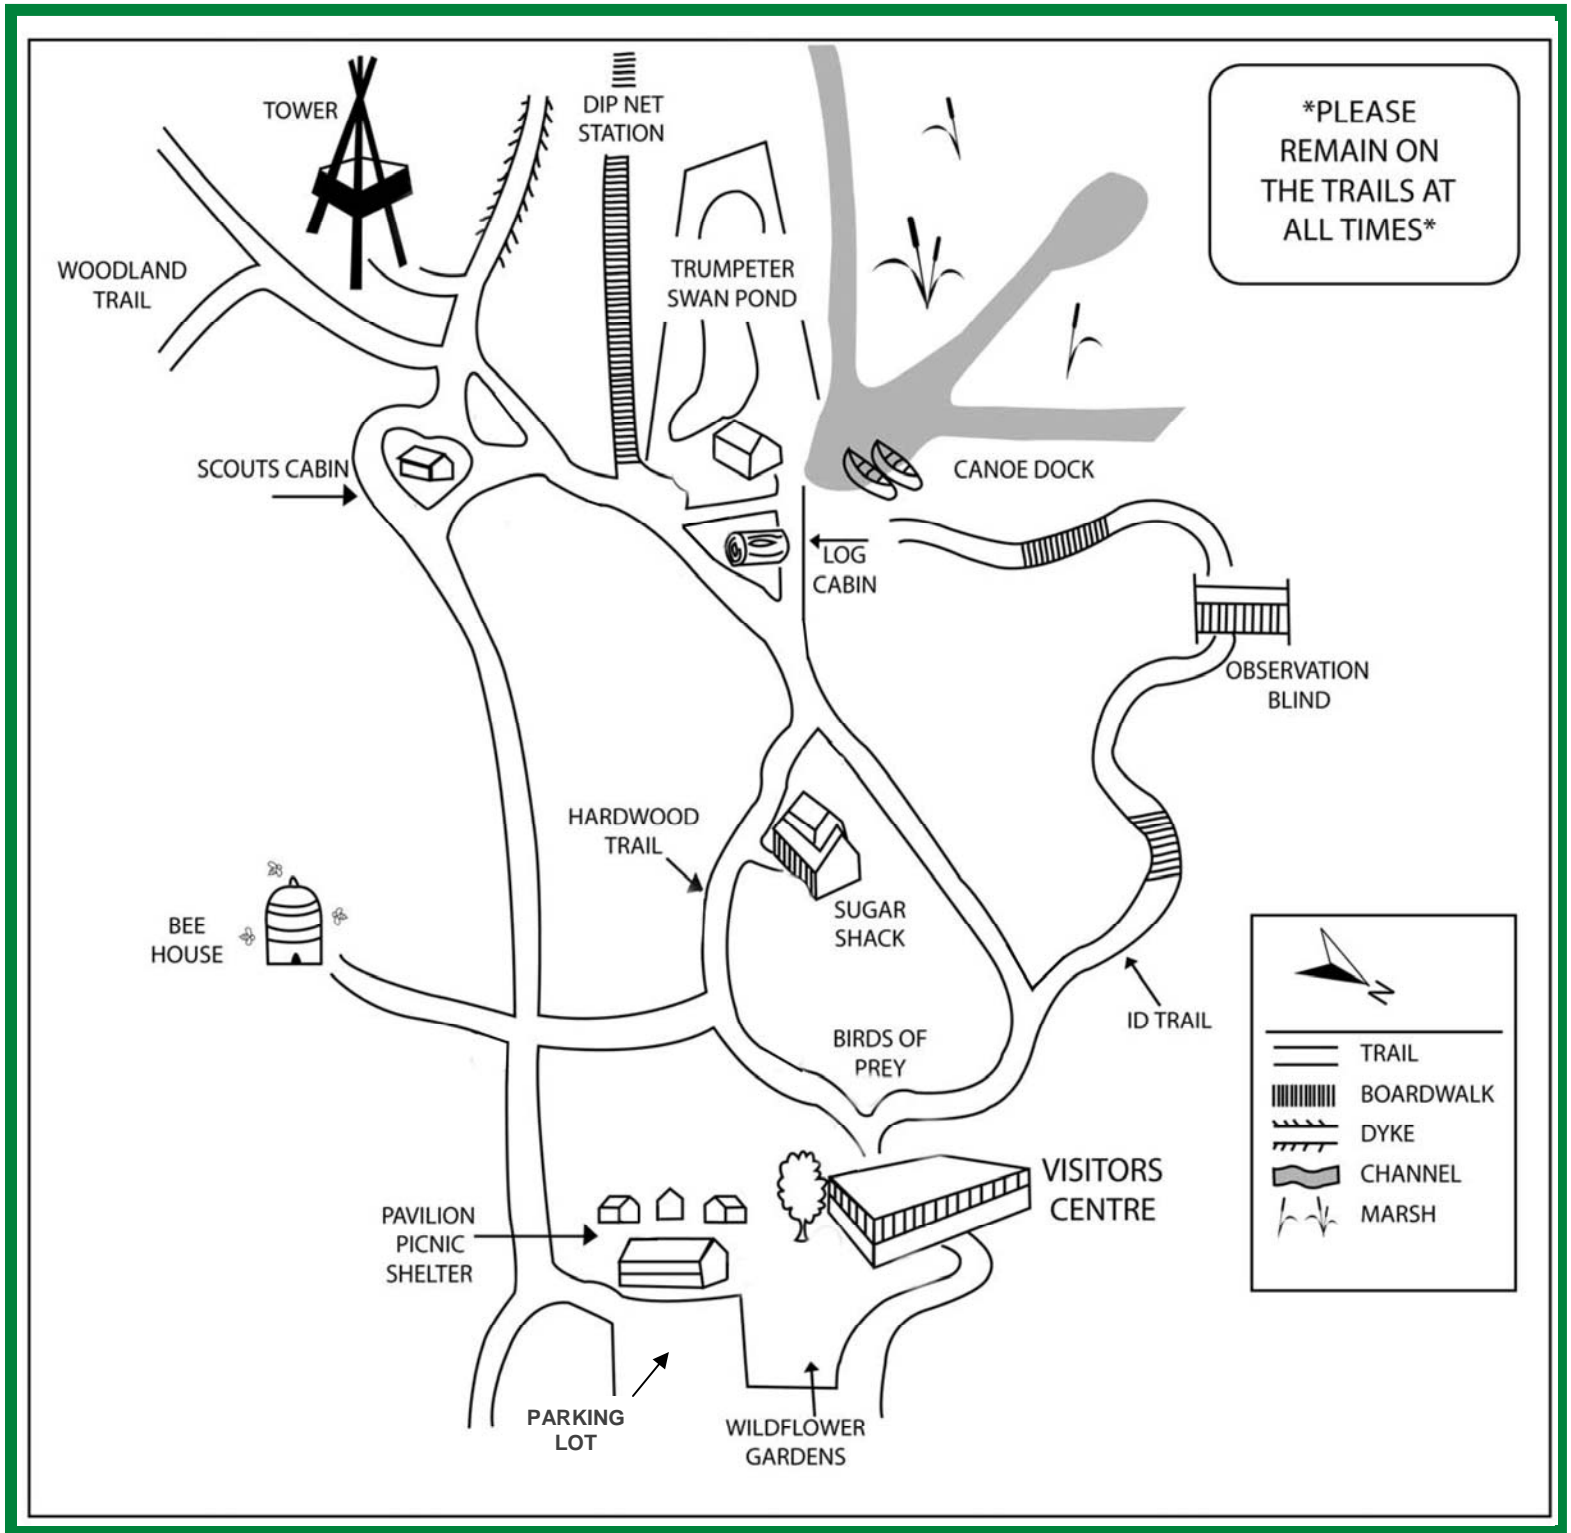 TOWER
DIP NET
STATION
*PLEASE
REMAIN ON
THE TRAILS AT
ALL TIMES*
WOODLAND
TRAIL
TRUMPETER
SWAN POND
SCOUTS CABIN
CANOE DOCK
LOG
CABIN
OBSERVATION
BLIND
HARDWOOD
TRAIL
SUGAR
SHACK
BEE
HOUSE
ID TRAIL
BIRDS OF
PREY
N
TRAIL
BOARDWALK
DYKE
CHANNEL
MARSH
VISITORS
CENTRE
PAVILION
PICNIC
SHELTER
PARKING
LOT
WILDFLOWER
GARDENS